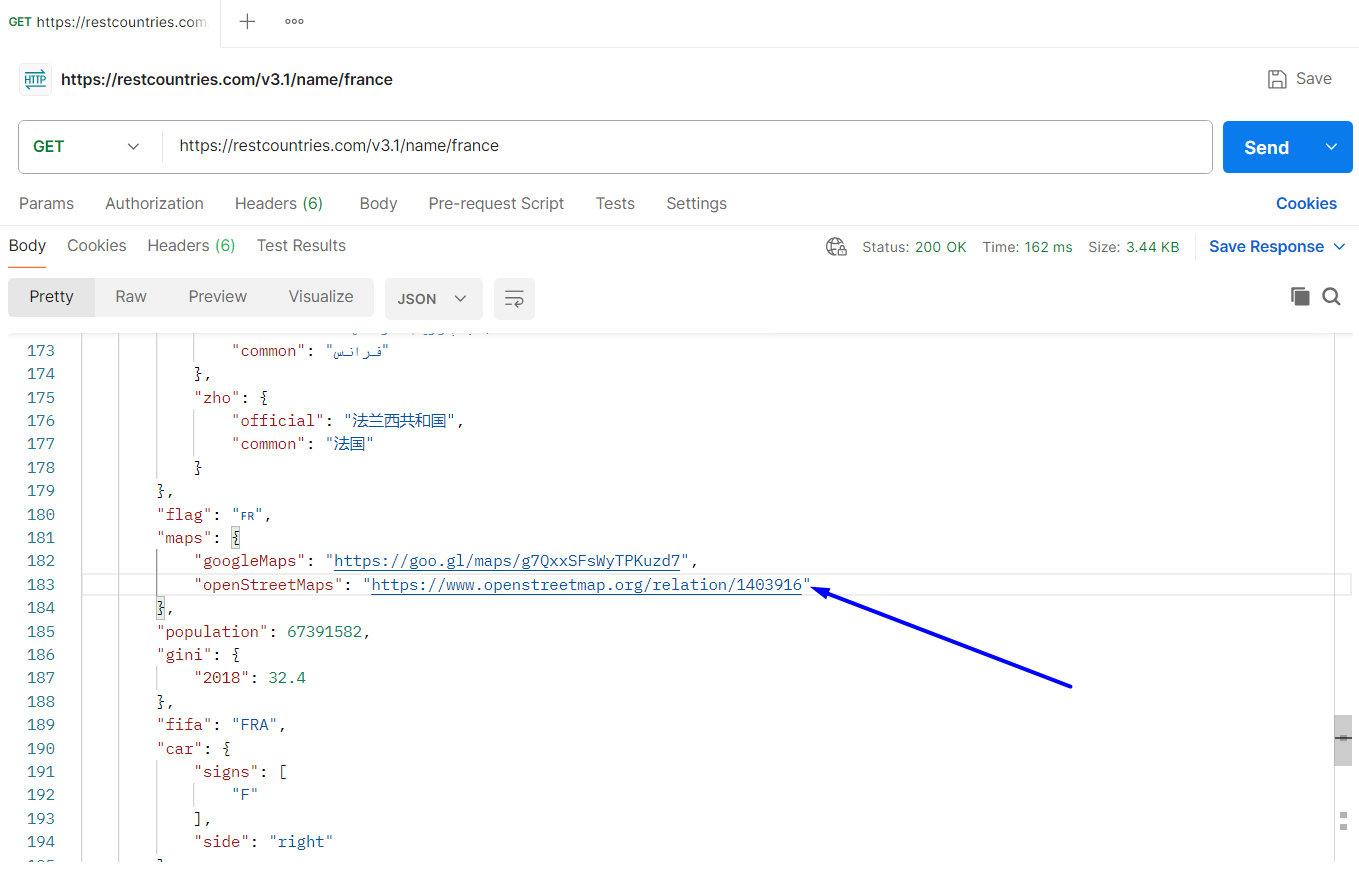 GET https://restcountries.com
https://restcountries.com/v3.1/name/france
Save
GET https://restcountries.com/v3.1/name/france
Send
Params Authorization Headers (6) Body Pre-request Script Tests Settings Cookies
Body Cookies Headers (6) Test Results Status: 200 OK Time: 162 ms Size: 3.44 KB Save Response
Pretty Raw Preview Visualize JSON
173 "common": "فرانس"
174 },
175 "zho": {
176 "official": "法兰西共和国",
177 "common": "法国"
178 }
179 },
180 "flag": "🇫🇷",
181 "maps": {
182 "googleMaps": "https://goo.gl/maps/g7QxxSFsWyTPKuzd7",
183 "openStreetMaps": "https://www.openstreetmap.org/relation/1403916"
184 },
185 "population": 67391582,
186 "gini": {
187 "2018": 32.4
188 },
189 "fifa": "FRA",
190 "car": {
191 "signs": [
192 "F"
193 ],
194 "side": "right"